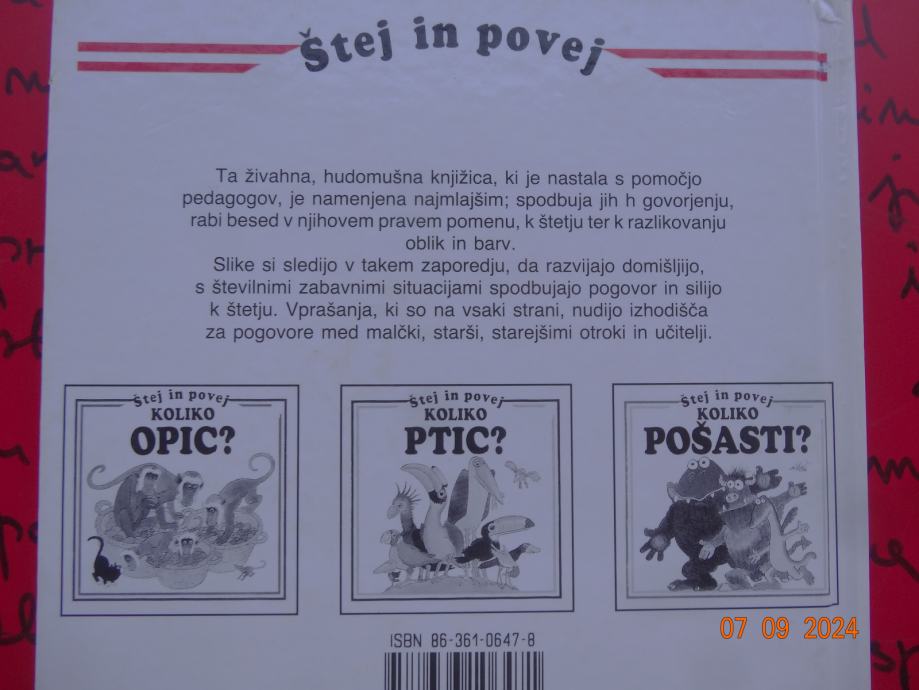 Štej in povej
Ta živahna, hudomušna knjižica, ki je nastala s pomočjo
pedagogov, je namenjena najmlajšim; spodbuja jih h govorjenju,
rabi besed v njihovem pravem pomenu, k štetju ter k razlikovanju
oblik in barv.
Slike si sledijo v takem zaporedju, da razvijajo domišljijo,
s številnimi zabavnimi situacijami spodbujajo pogovor in silijo
k štetju. Vprašanja, ki so na vsaki strani, nudijo izhodišča
za pogovore med malčki, starši, starejšimi otroki in učitelji.
Štej in povej
KOLIKO
OPIC?
Štej in povej
KOLIKO
PTIC?
Štej in povej
KOLIKO
POŠASTI?
ISBN 86-361-0647-8
07 09 2024